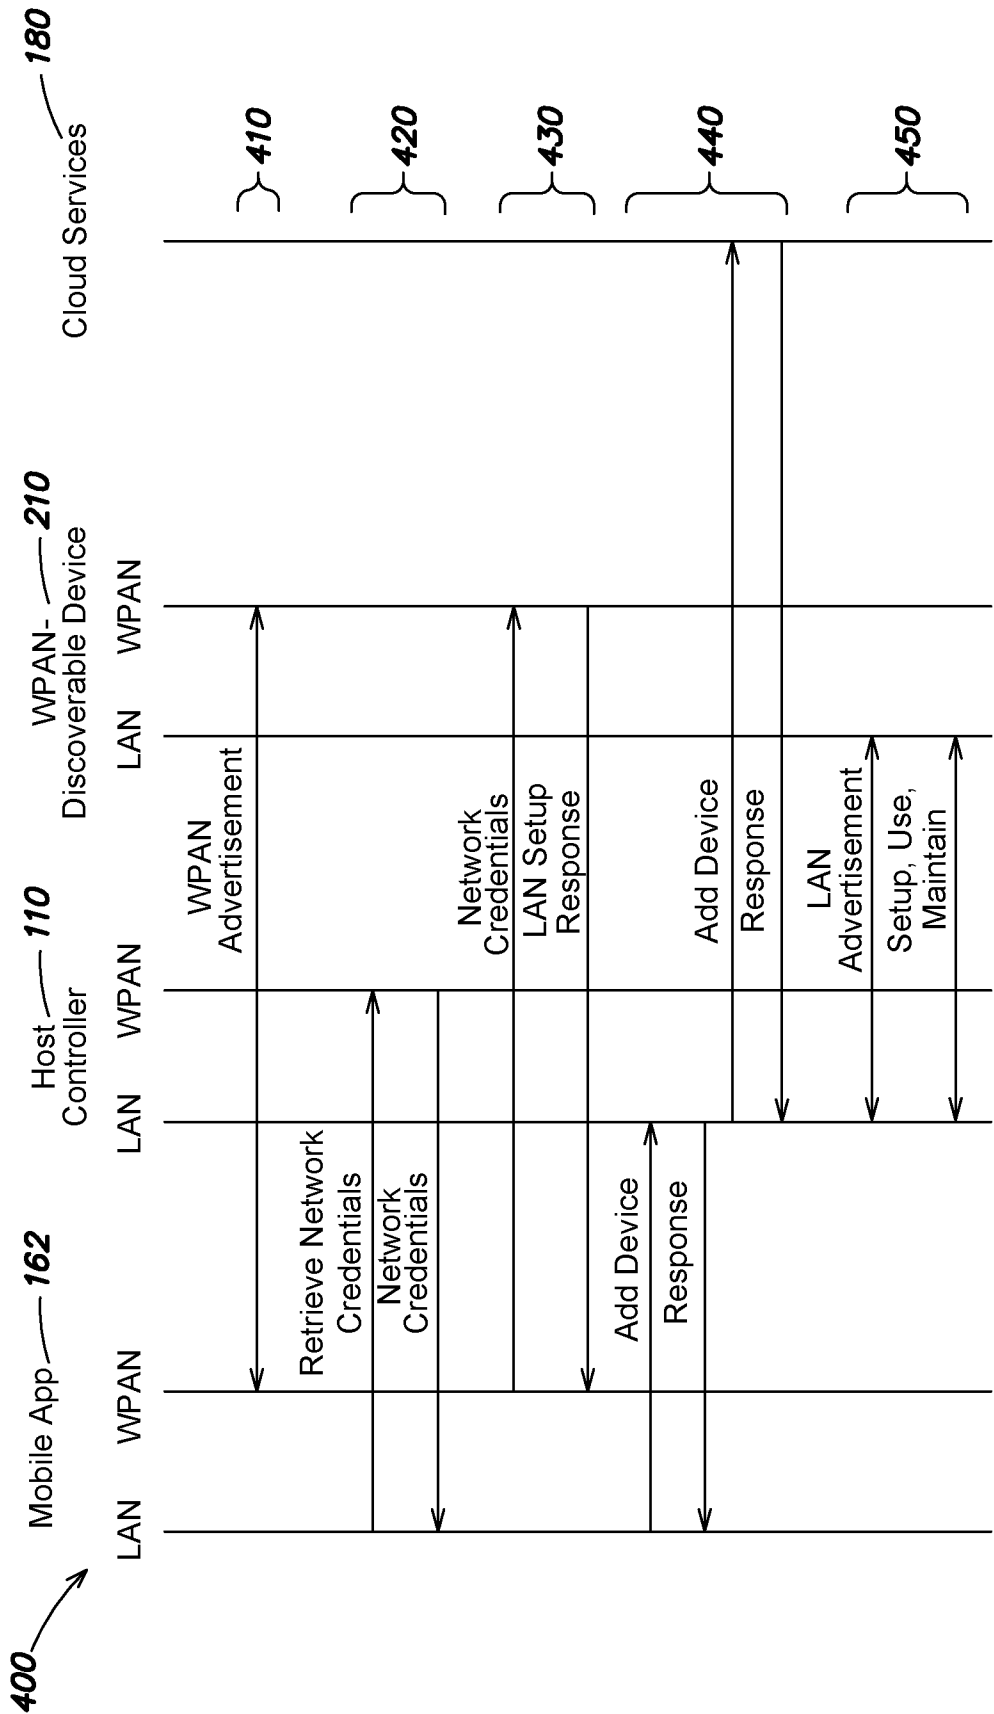 400
Mobile App 162
Host 110
Controller
WPAN- 210
Discoverable Device
Cloud Services 180
LAN WPAN LAN WPAN LAN WPAN
WPAN
Advertisement
410
Retrieve Network
Credentials
Network
Credentials
420
Network
Credentials
LAN Setup
Response
430
Add Device
Response
Add Device
Response
440
LAN
Advertisement
Setup, Use,
Maintain
450